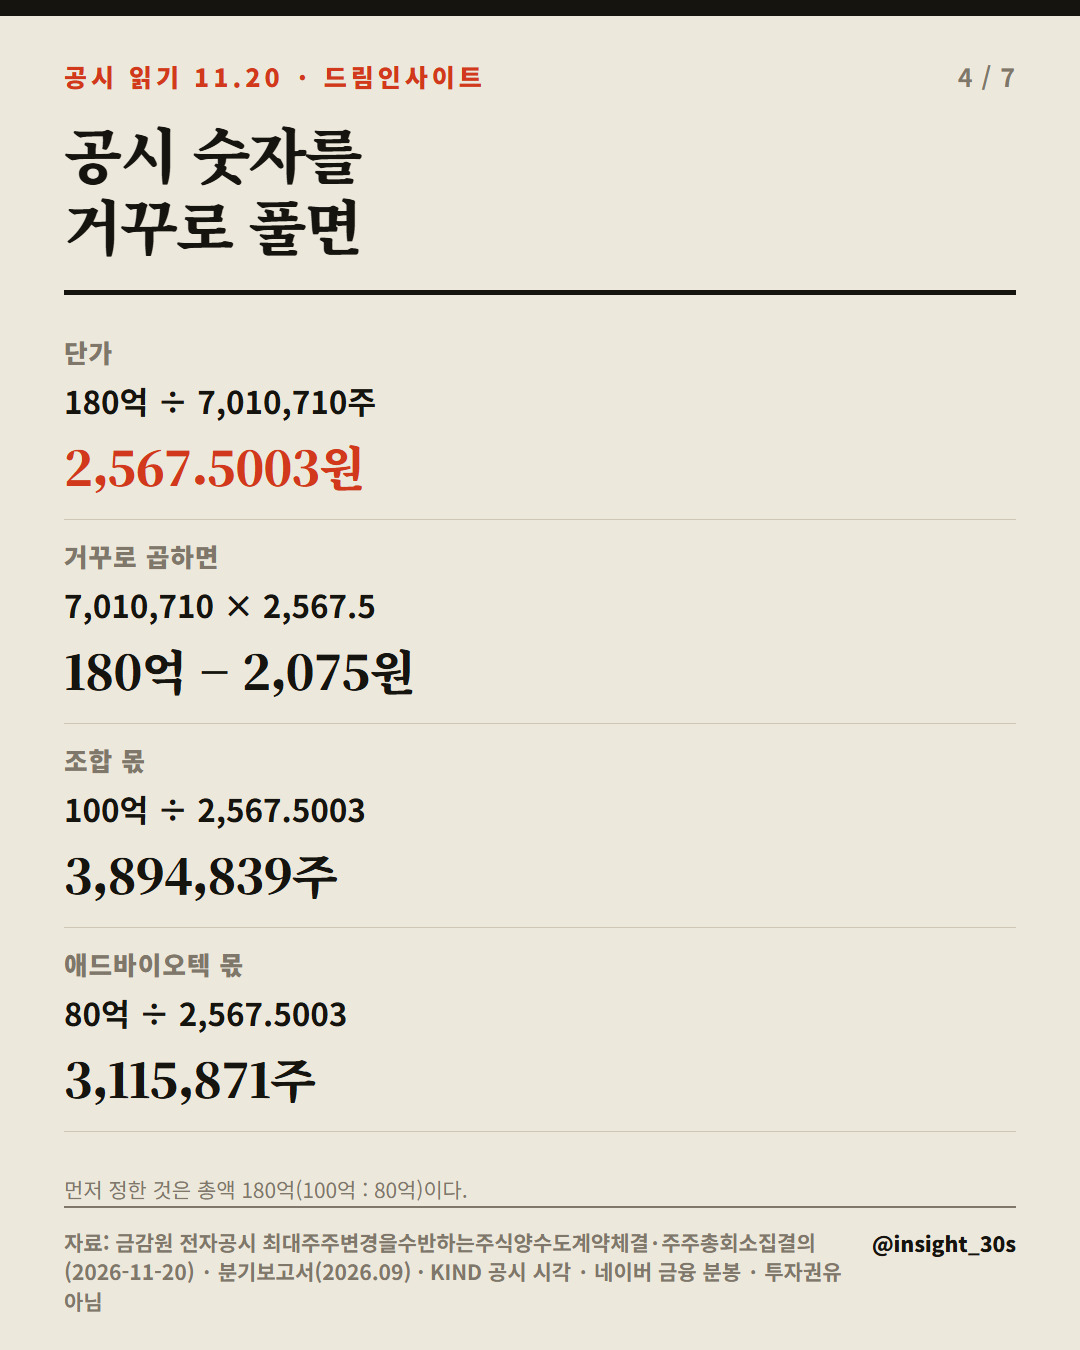 공시 읽기 11.20 · 드림인사이트
4 / 7
공시 숫자를
거꾸로 풀면
단가
180억 ÷ 7,010,710주
2,567.5003원
거꾸로 곱하면
7,010,710 × 2,567.5
180억 − 2,075원
조합 몫
100억 ÷ 2,567.5003
3,894,839주
애드바이오텍 몫
80억 ÷ 2,567.5003
3,115,871주
먼저 정한 것은 총액 180억(100억 : 80억)이다.
자료: 금감원 전자공시 최대주주변경을수반하는주식양수도계약체결·주주총회소집결의
(2026-11-20) · 분기보고서(2026.09) · KIND 공시 시각 · 네이버 금융 분봉 · 투자권유
아님
@insight_30s